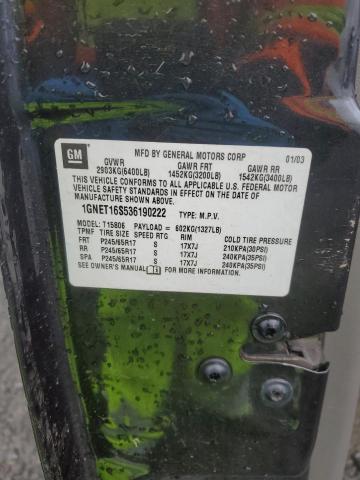 GM
MFD BY GENERAL MOTORS CORP 01/03
GVWR GAWR FRT GAWR RR
2903KG(6400LB) 1452KG(3200LB) 1542KG(3400LB)
THIS VEHICLE CONFORMS TO ALL APPLICABLE U.S. FEDERAL MOTOR
VEHICLE SAFETY STANDARDS IN EFFECT ON THE DATE OF
MANUFACTURE SHOWN ABOVE.
1GNET16S536190222 TYPE: M.P.V.
MODEL: T15806 PAYLOAD = 602KG(1327LB)
TPMF TIRE SIZE SPEED RTG RIM COLD TIRE PRESSURE
FRT P245/65R17 S 17X7J 210KPA(30PSI)
RR P245/65R17 S 17X7J 240KPA(35PSI)
SPA P245/65R17 S 17X7J 240KPA(35PSI)
SEE OWNER'S MANUAL FOR MORE INFORMATION